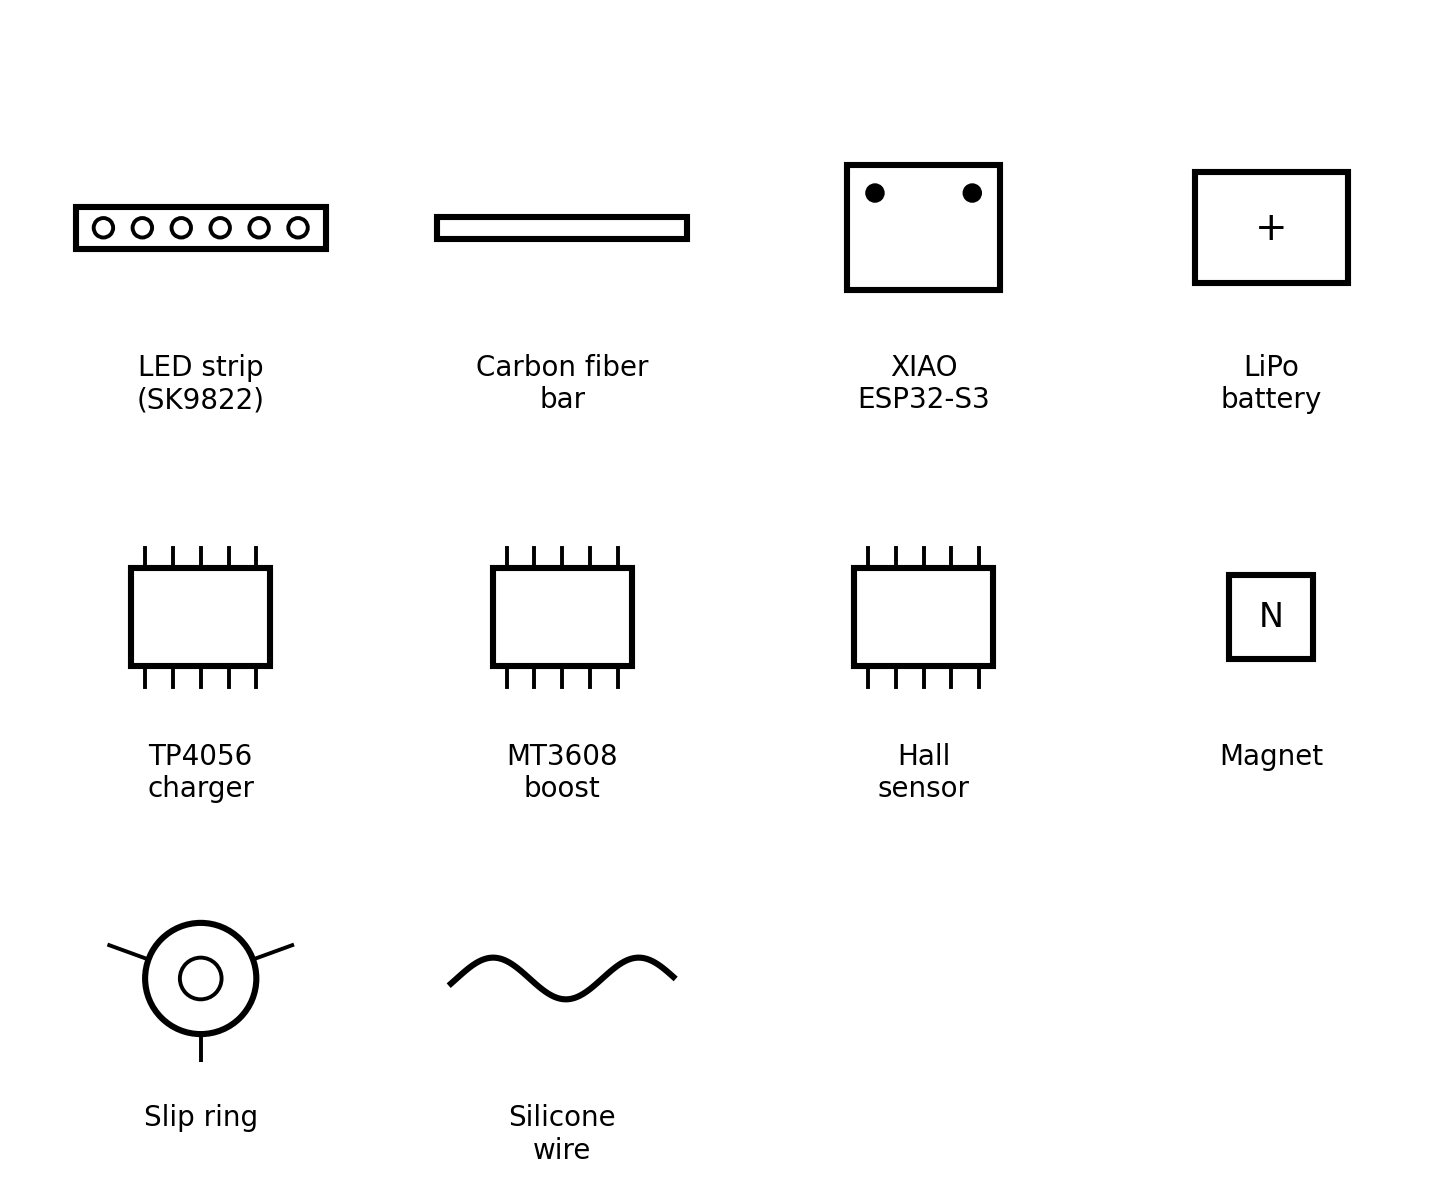 +
LED strip
(SK9822)
Carbon fiber
bar
XIAO
ESP32-S3
LiPo
battery
N
TP4056
charger
MT3608
boost
Hall
sensor
Magnet
Slip ring
Silicone
wire